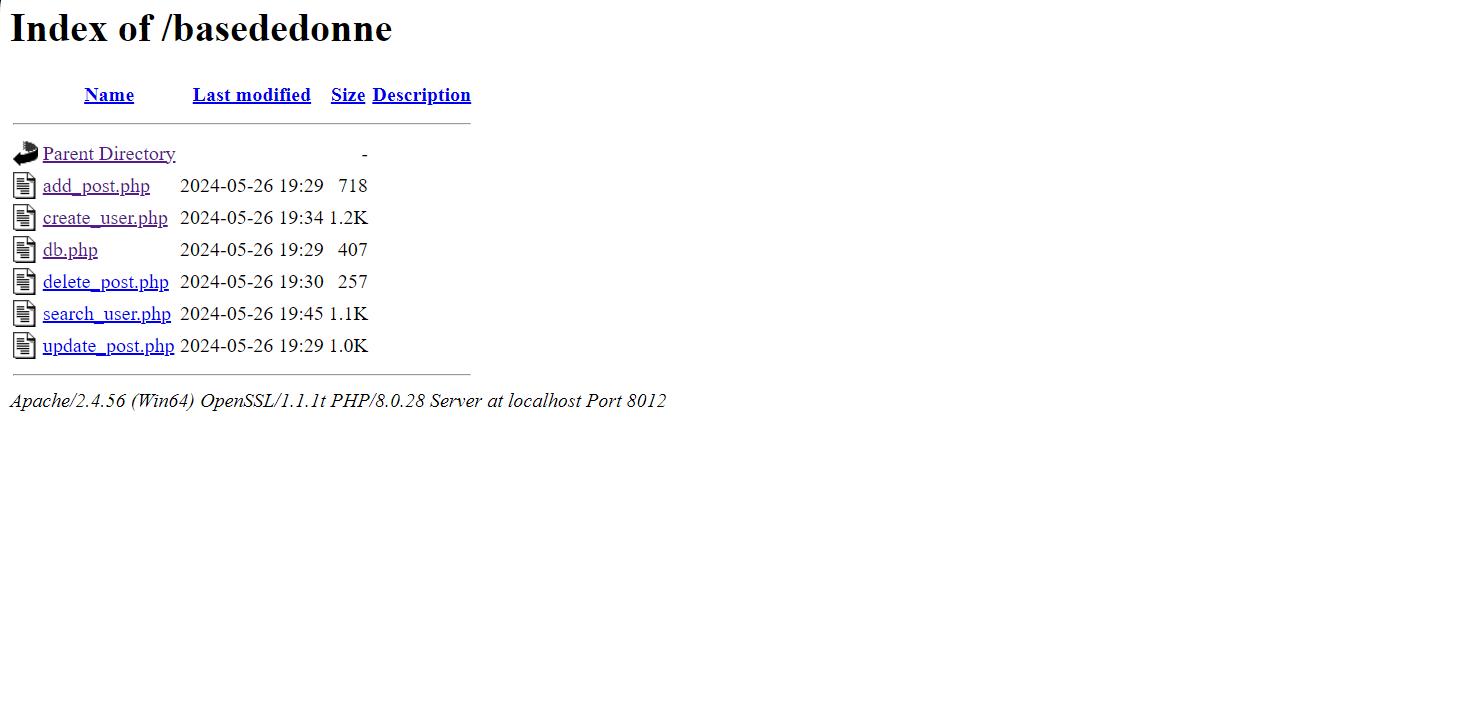 Index of /basededonne
Name Last modified Size Description
Parent Directory -
add_post.php 2024-05-26 19:29 718
create_user.php 2024-05-26 19:34 1.2K
db.php 2024-05-26 19:29 407
delete_post.php 2024-05-26 19:30 257
search_user.php 2024-05-26 19:45 1.1K
update_post.php 2024-05-26 19:29 1.0K
Apache/2.4.56 (Win64) OpenSSL/1.1.1t PHP/8.0.28 Server at localhost Port 8012